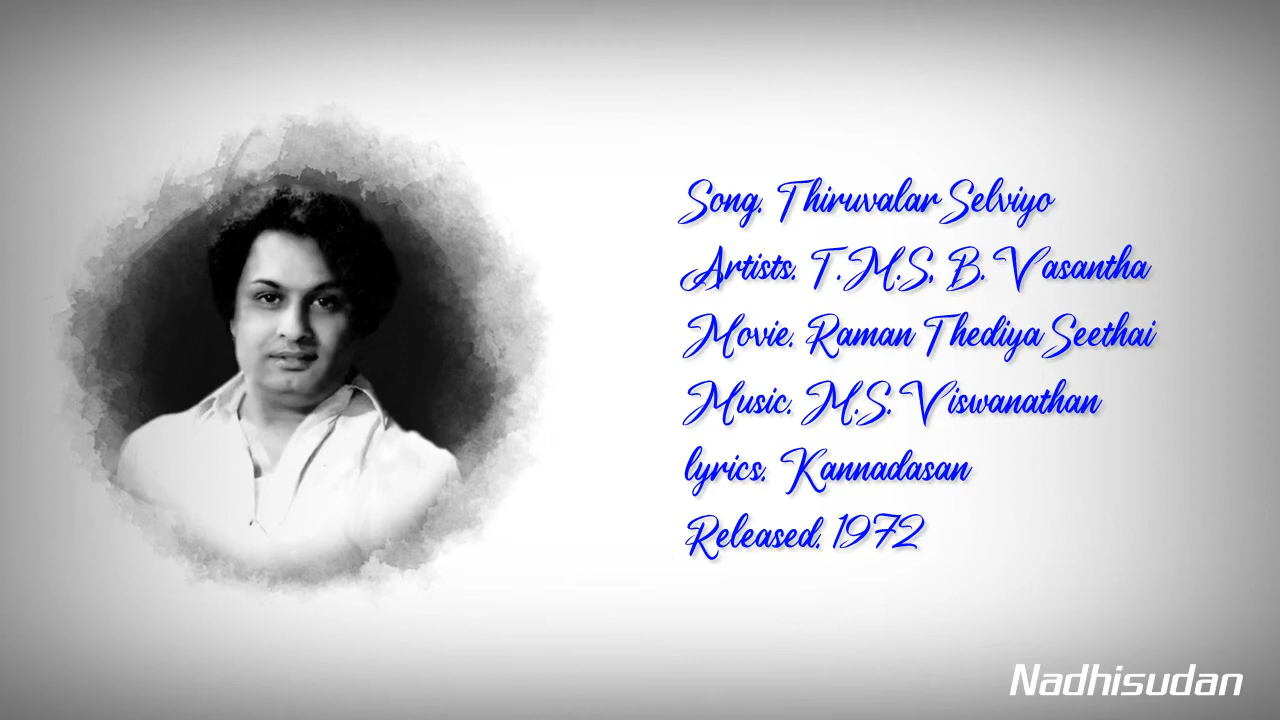 Song. Thiruvalar Selviyo
Artists. T.M.S, B. Vasantha
Movie. Raman Thediya Seethai
Music. M.S. Viswanathan
lyrics. Kannadasan
Released. 1972
Nadhisudan